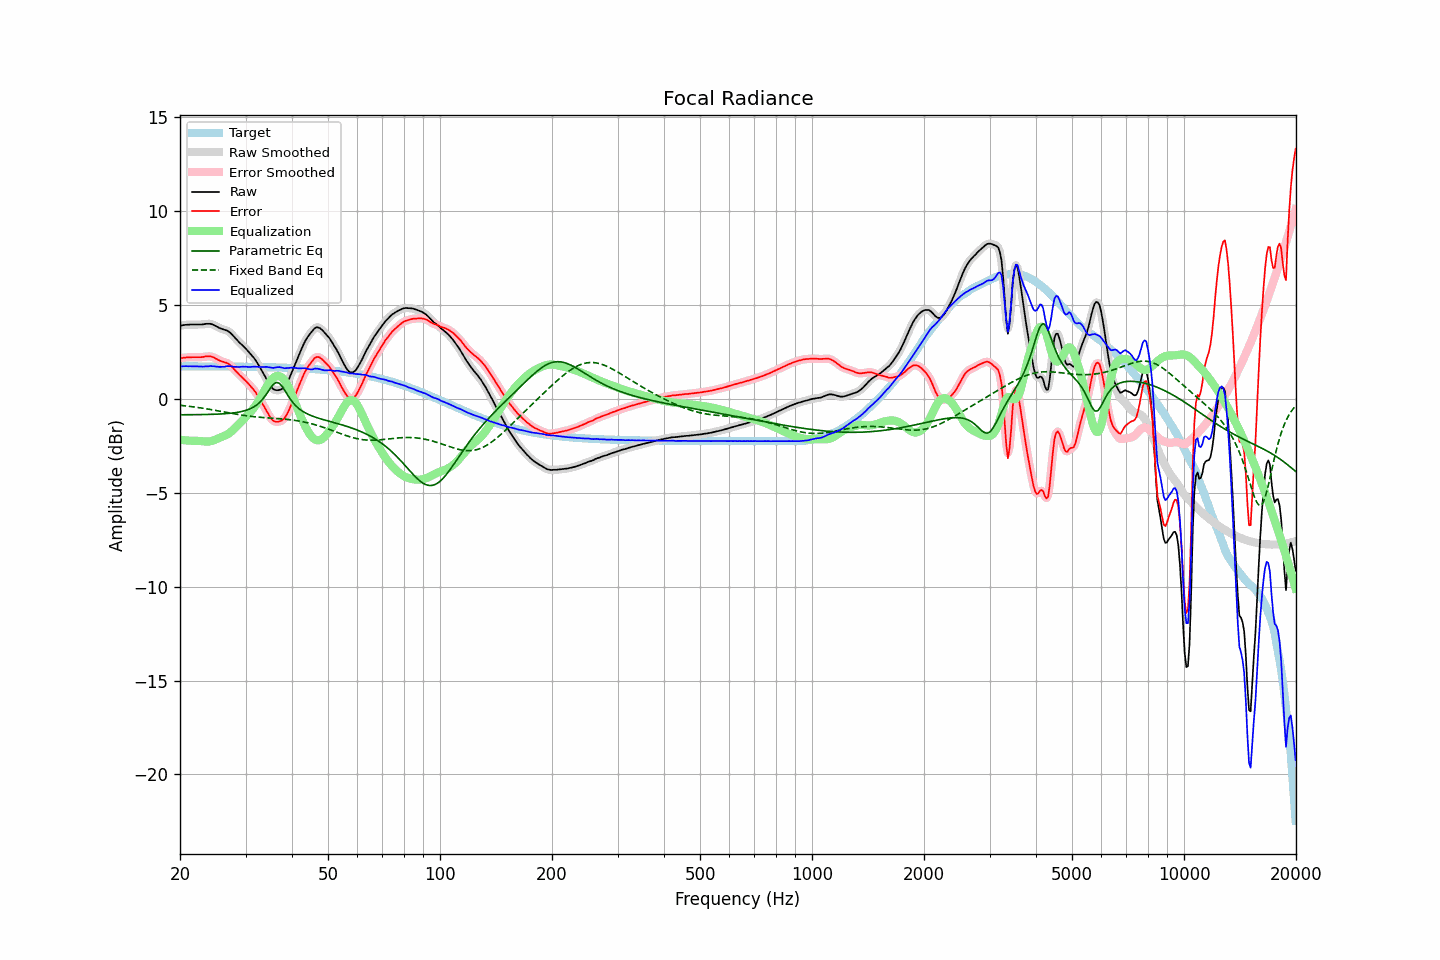 Focal Radiance
Amplitude (dBr)
15
10
5
0
−5
−10
−15
−20
Target
Raw Smoothed
Error Smoothed
Raw
Error
Equalization
Parametric Eq
Fixed Band Eq
Equalized
20
50
100
200
500
1000
2000
5000
10000
20000
Frequency (Hz)